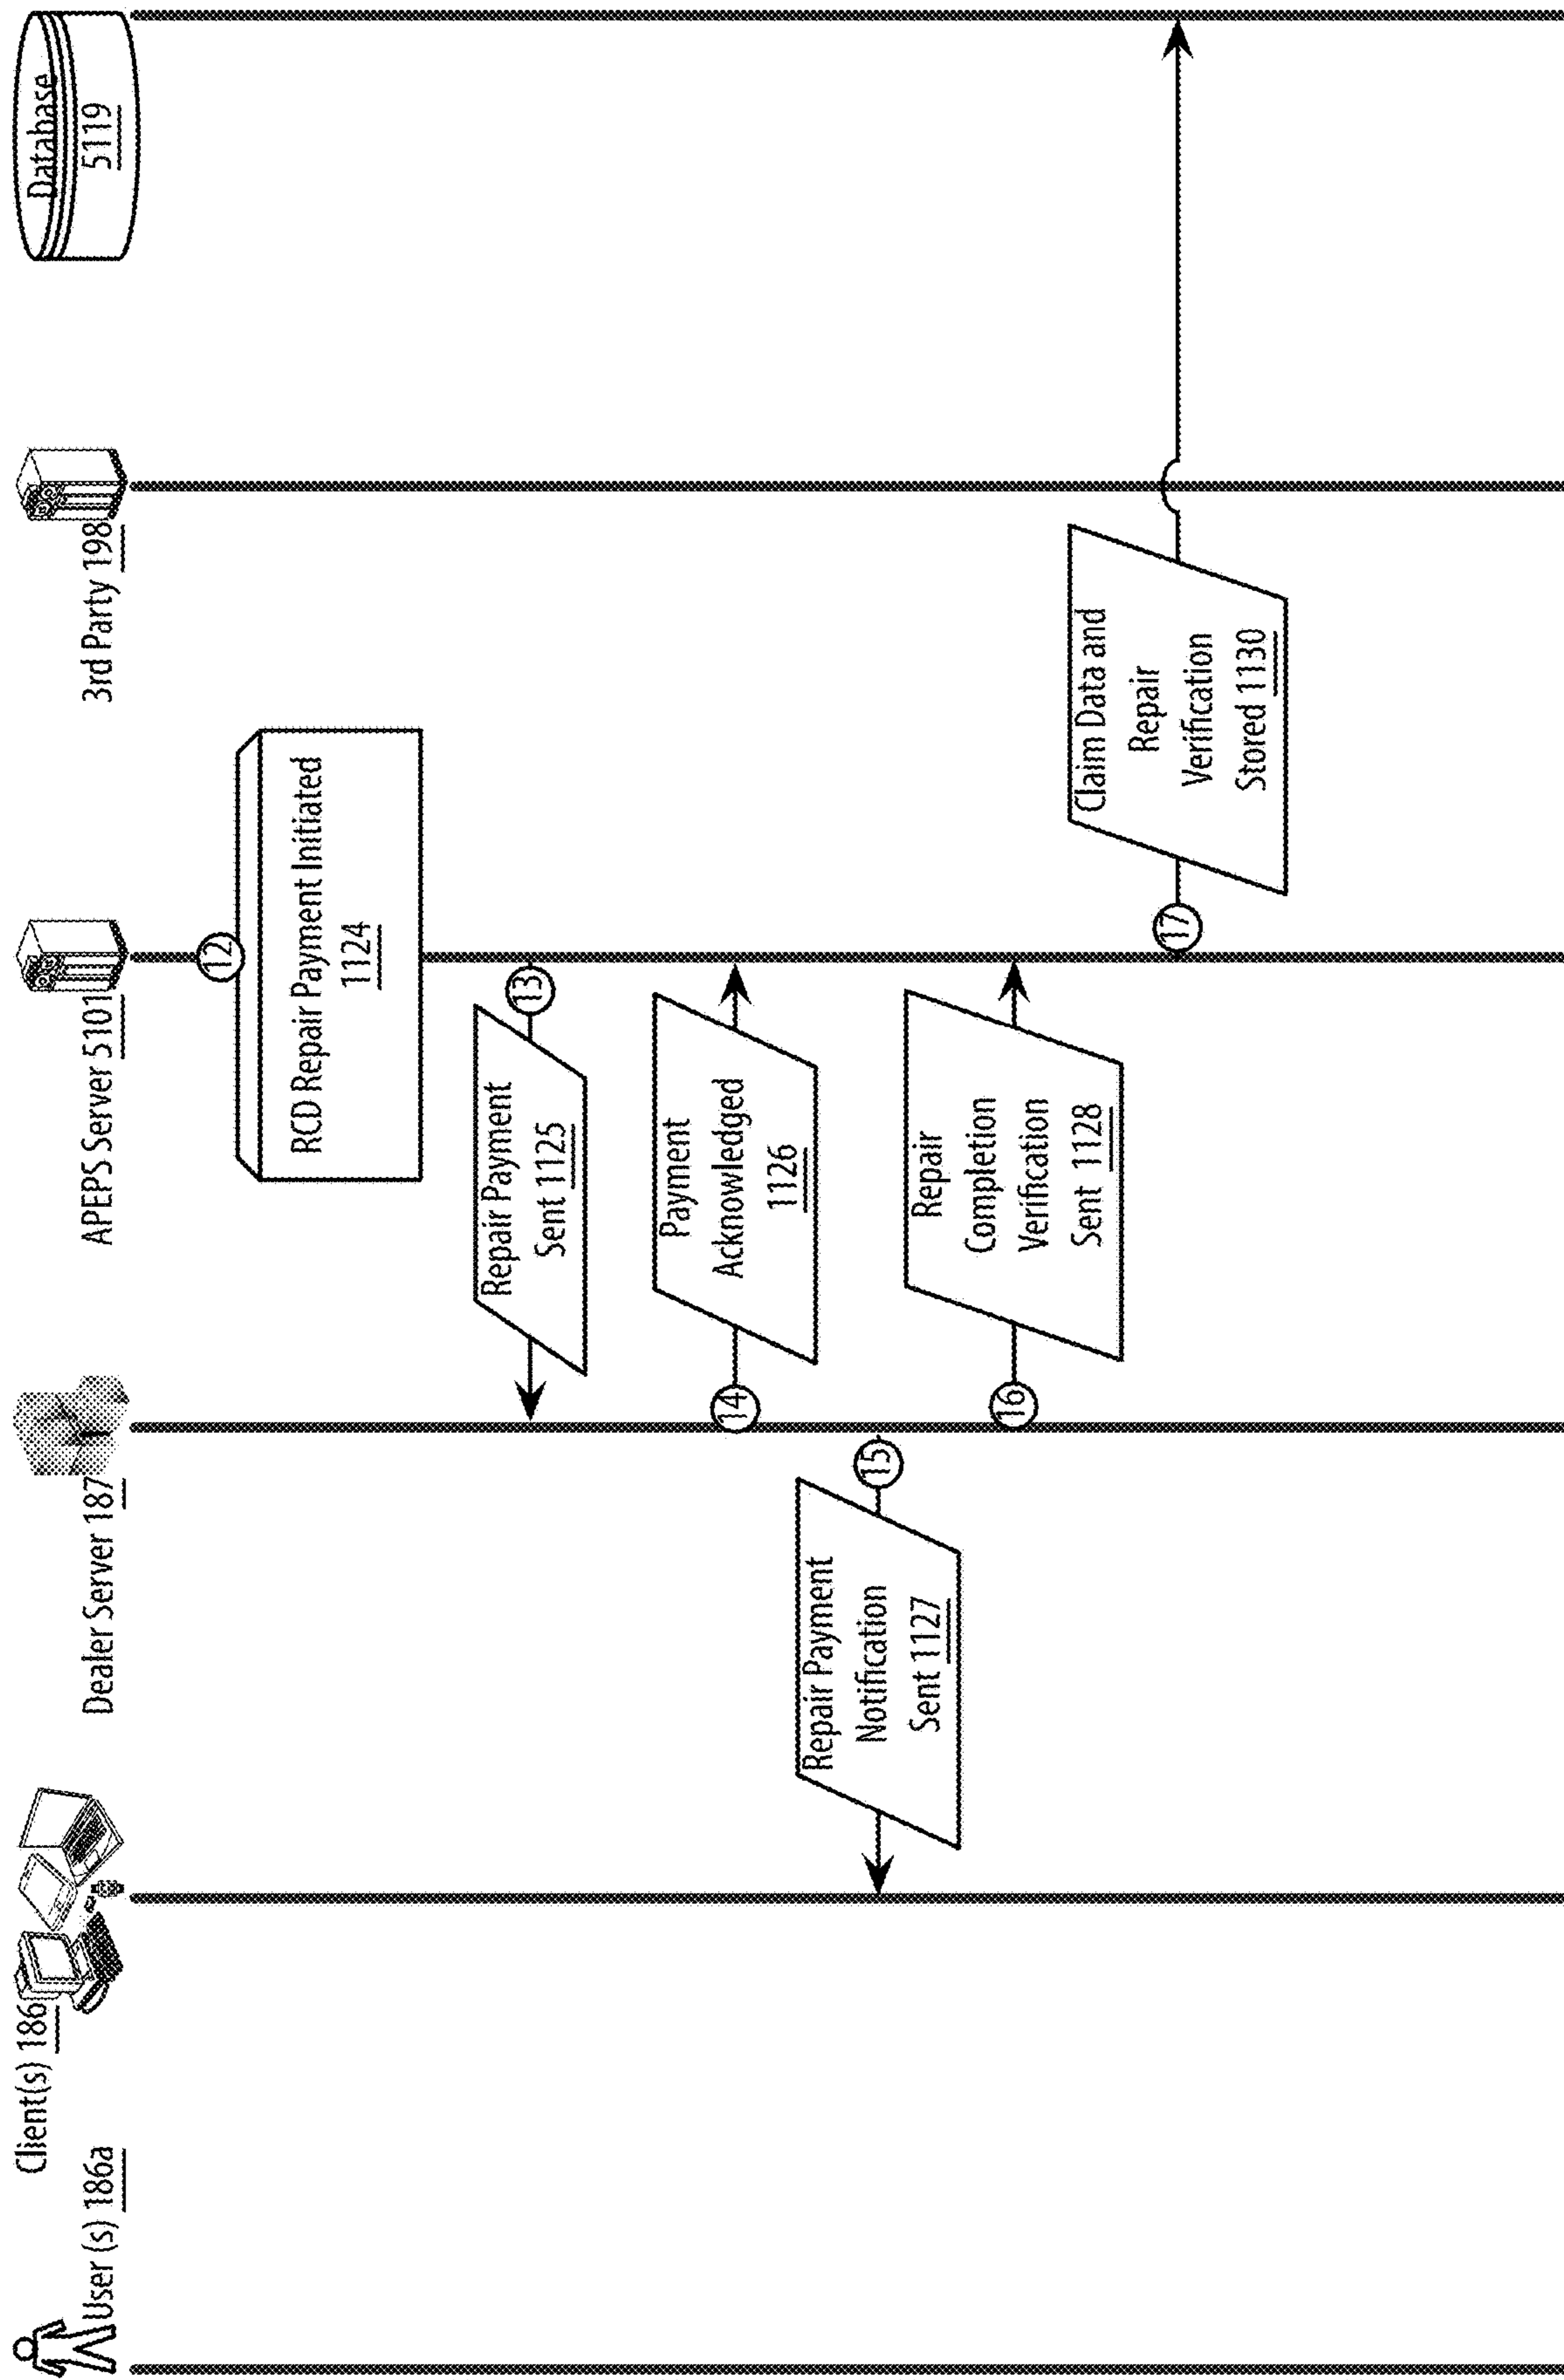 User (s) 186a
Client(s) 186
Dealer Server 187
APEPS Server 5101
3rd Party 198
Database
5119
12
RCD Repair Payment Initiated
1124
13
Repair Payment
Sent 1125
14
Payment
Acknowledged
1126
15
Repair Payment
Notification
Sent 1127
16
Repair
Completion
Verification
Sent 1128
17
Claim Data and
Repair
Verification
Stored 1130